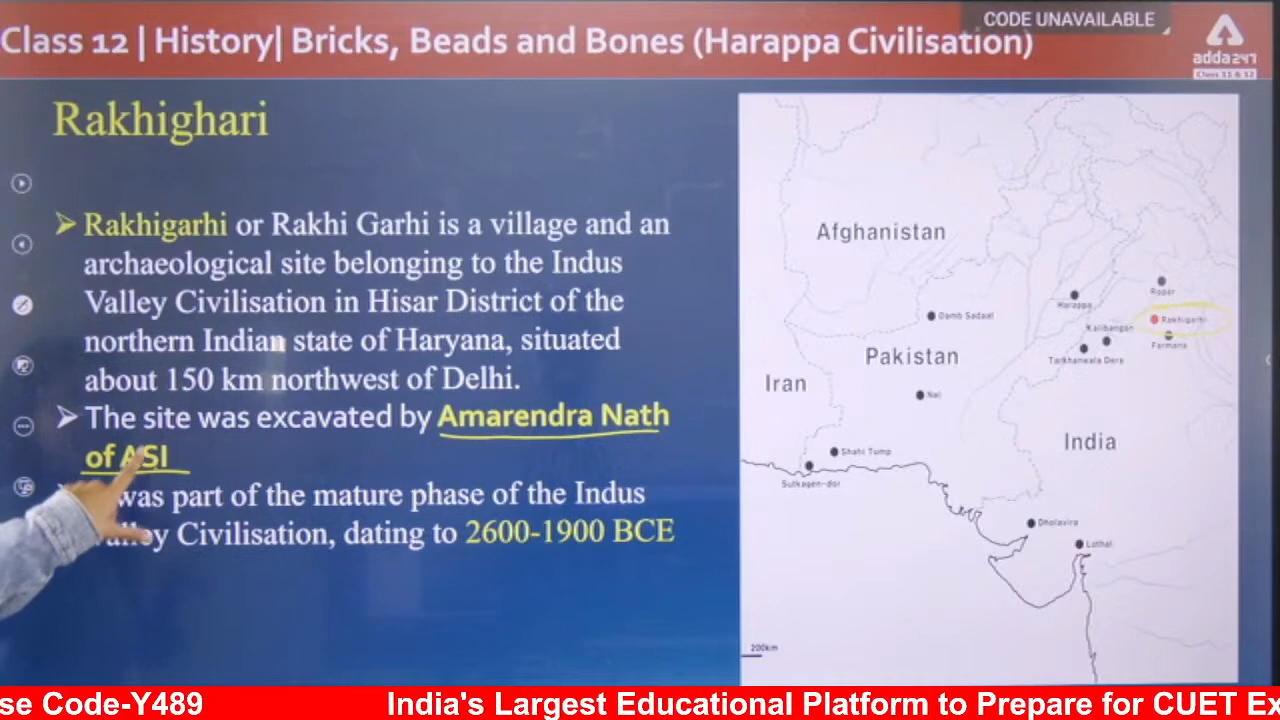 CODE UNAVAILABLE
Class 12 | History| Bricks, Beads and Bones (Harappa Civilisation)
adda247
Class 11 & 12
Rakhighari
Rakhigarhi or Rakhi Garhi is a village and an
archaeological site belonging to the Indus
Valley Civilisation in Hisar District of the
northern Indian state of Haryana, situated
about 150 km northwest of Delhi.
The site was excavated by Amarendra Nath
of ASI
was part of the mature phase of the Indus
Valley Civilisation, dating to 2600-1900 BCE
Afghanistan
Ropar
Harappa
Damb Sadaat
Rakhigarhi
Kalibangan
Farmana
Pakistan
Tarkhanwala Dera
Iran
Nal
India
Shahi Tump
Sutkagen-dor
Dholavira
Lothal
200km
se Code-Y489
India's Largest Educational Platform to Prepare for CUET Ex